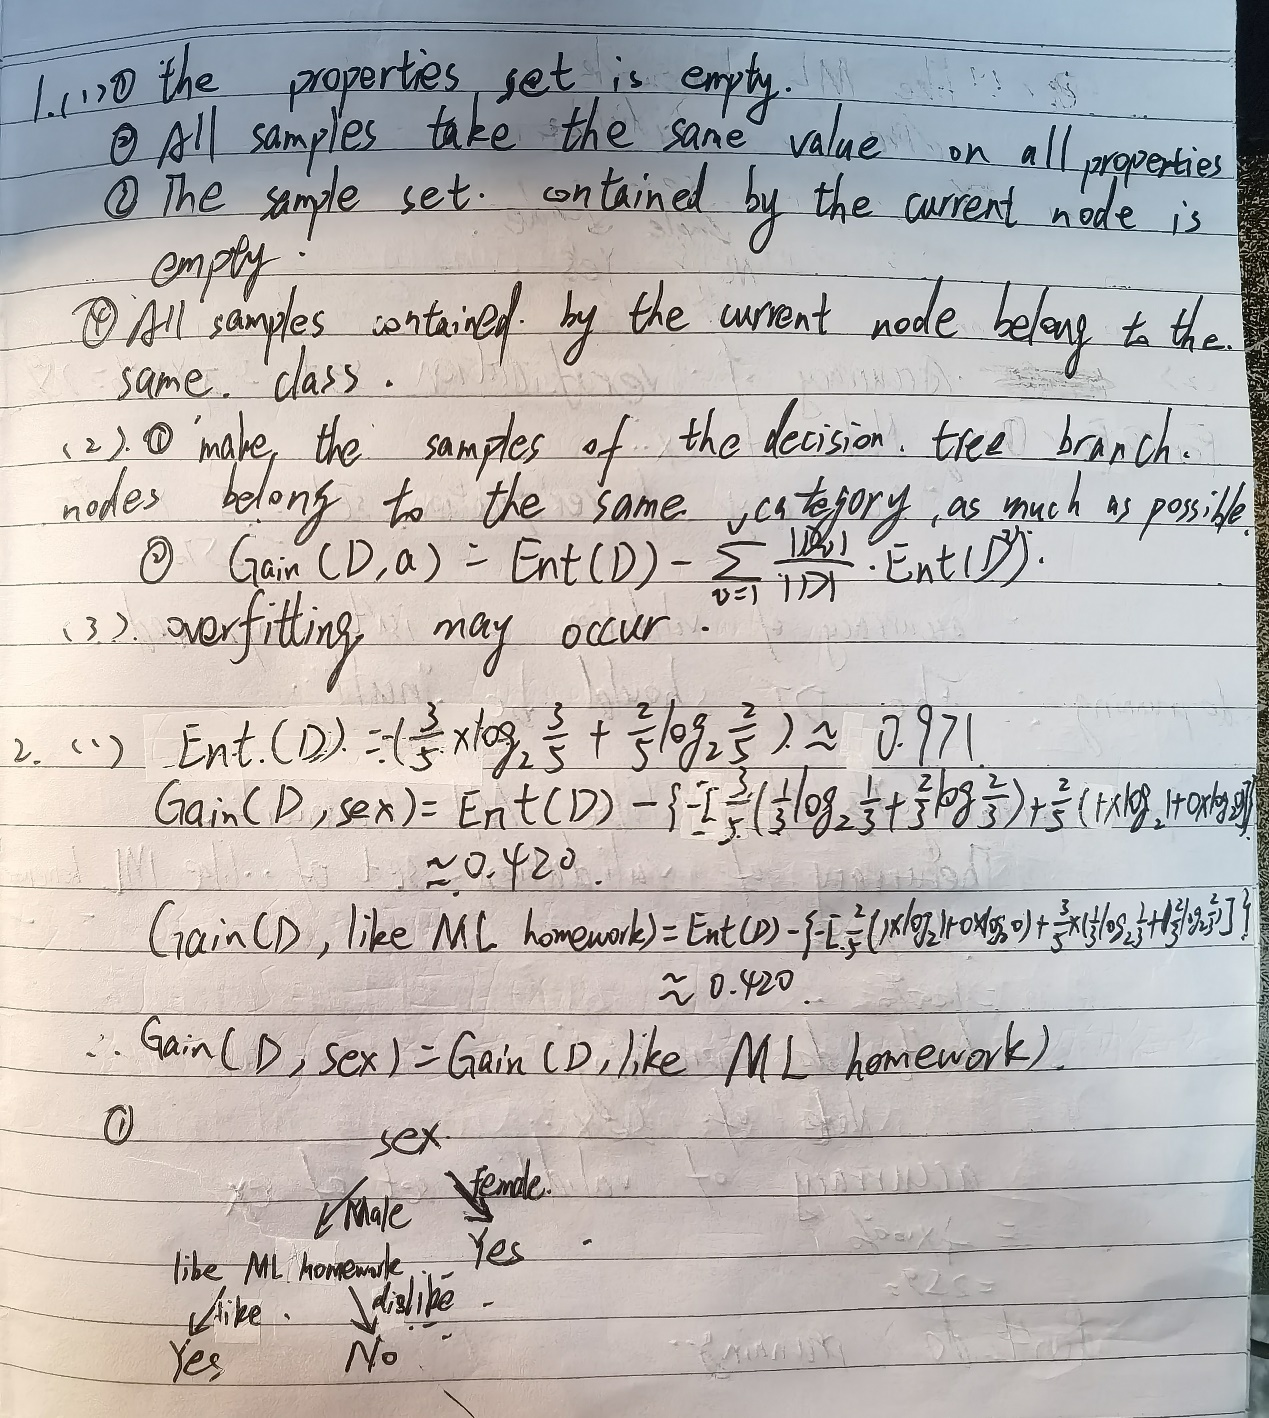 1.(1)① the properties set is empty.
② All samples take the same value on all properties
③ The sample set. contained by the current node is
empty.
④ All samples contained. by the current node belong to the.
same. class.
(2).① make, the samples of the decision. tree branch.
nodes belong to the same category, as much as possible.
② Gain (D,a) = Ent(D) - ∑_{v=1}^{V} |D^v|/|D| · Ent(D^v).
(3). overfitting may occur.
2. (1) Ent.(D). = -(3/5 × log₂ 3/5 + 2/5 log₂ 2/5). ≈ 0.971
Gain(D, sex) = Ent(D) - {-[3/5 (1/3 log₂ 1/3 + 2/3 log 2/3) + 2/5 (1×log₂1 + 0×log₂0)]}
≈ 0.420.
Gain(D, like ML homework) = Ent(D) - {-[2/5 (1×log₂1 + 0×log₂0) + 3/5 × (1/3 log₂ 1/3 + 2/3 log₂ 2/3)]}
≈ 0.420.
∴ Gain(D, sex) = Gain (D, like ML homework).
①
sex.
Male female.
like ML homework Yes
like. dislike
Yes No